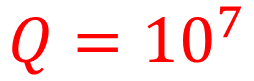 Q = 10⁷